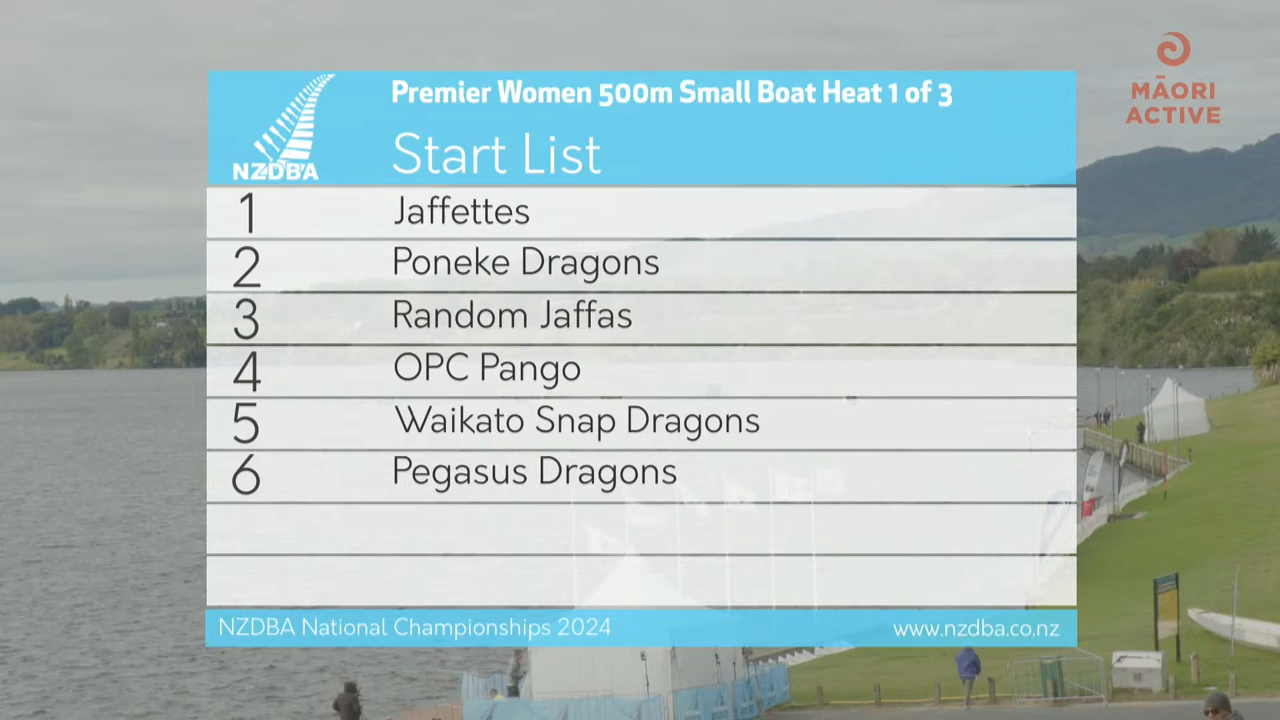 MĀORI
ACTIVE
Premier Women 500m Small Boat Heat 1 of 3
NZDBA
Start List
1 Jaffettes
2 Poneke Dragons
3 Random Jaffas
4 OPC Pango
5 Waikato Snap Dragons
6 Pegasus Dragons
NZDBA National Championships 2024
www.nzdba.co.nz